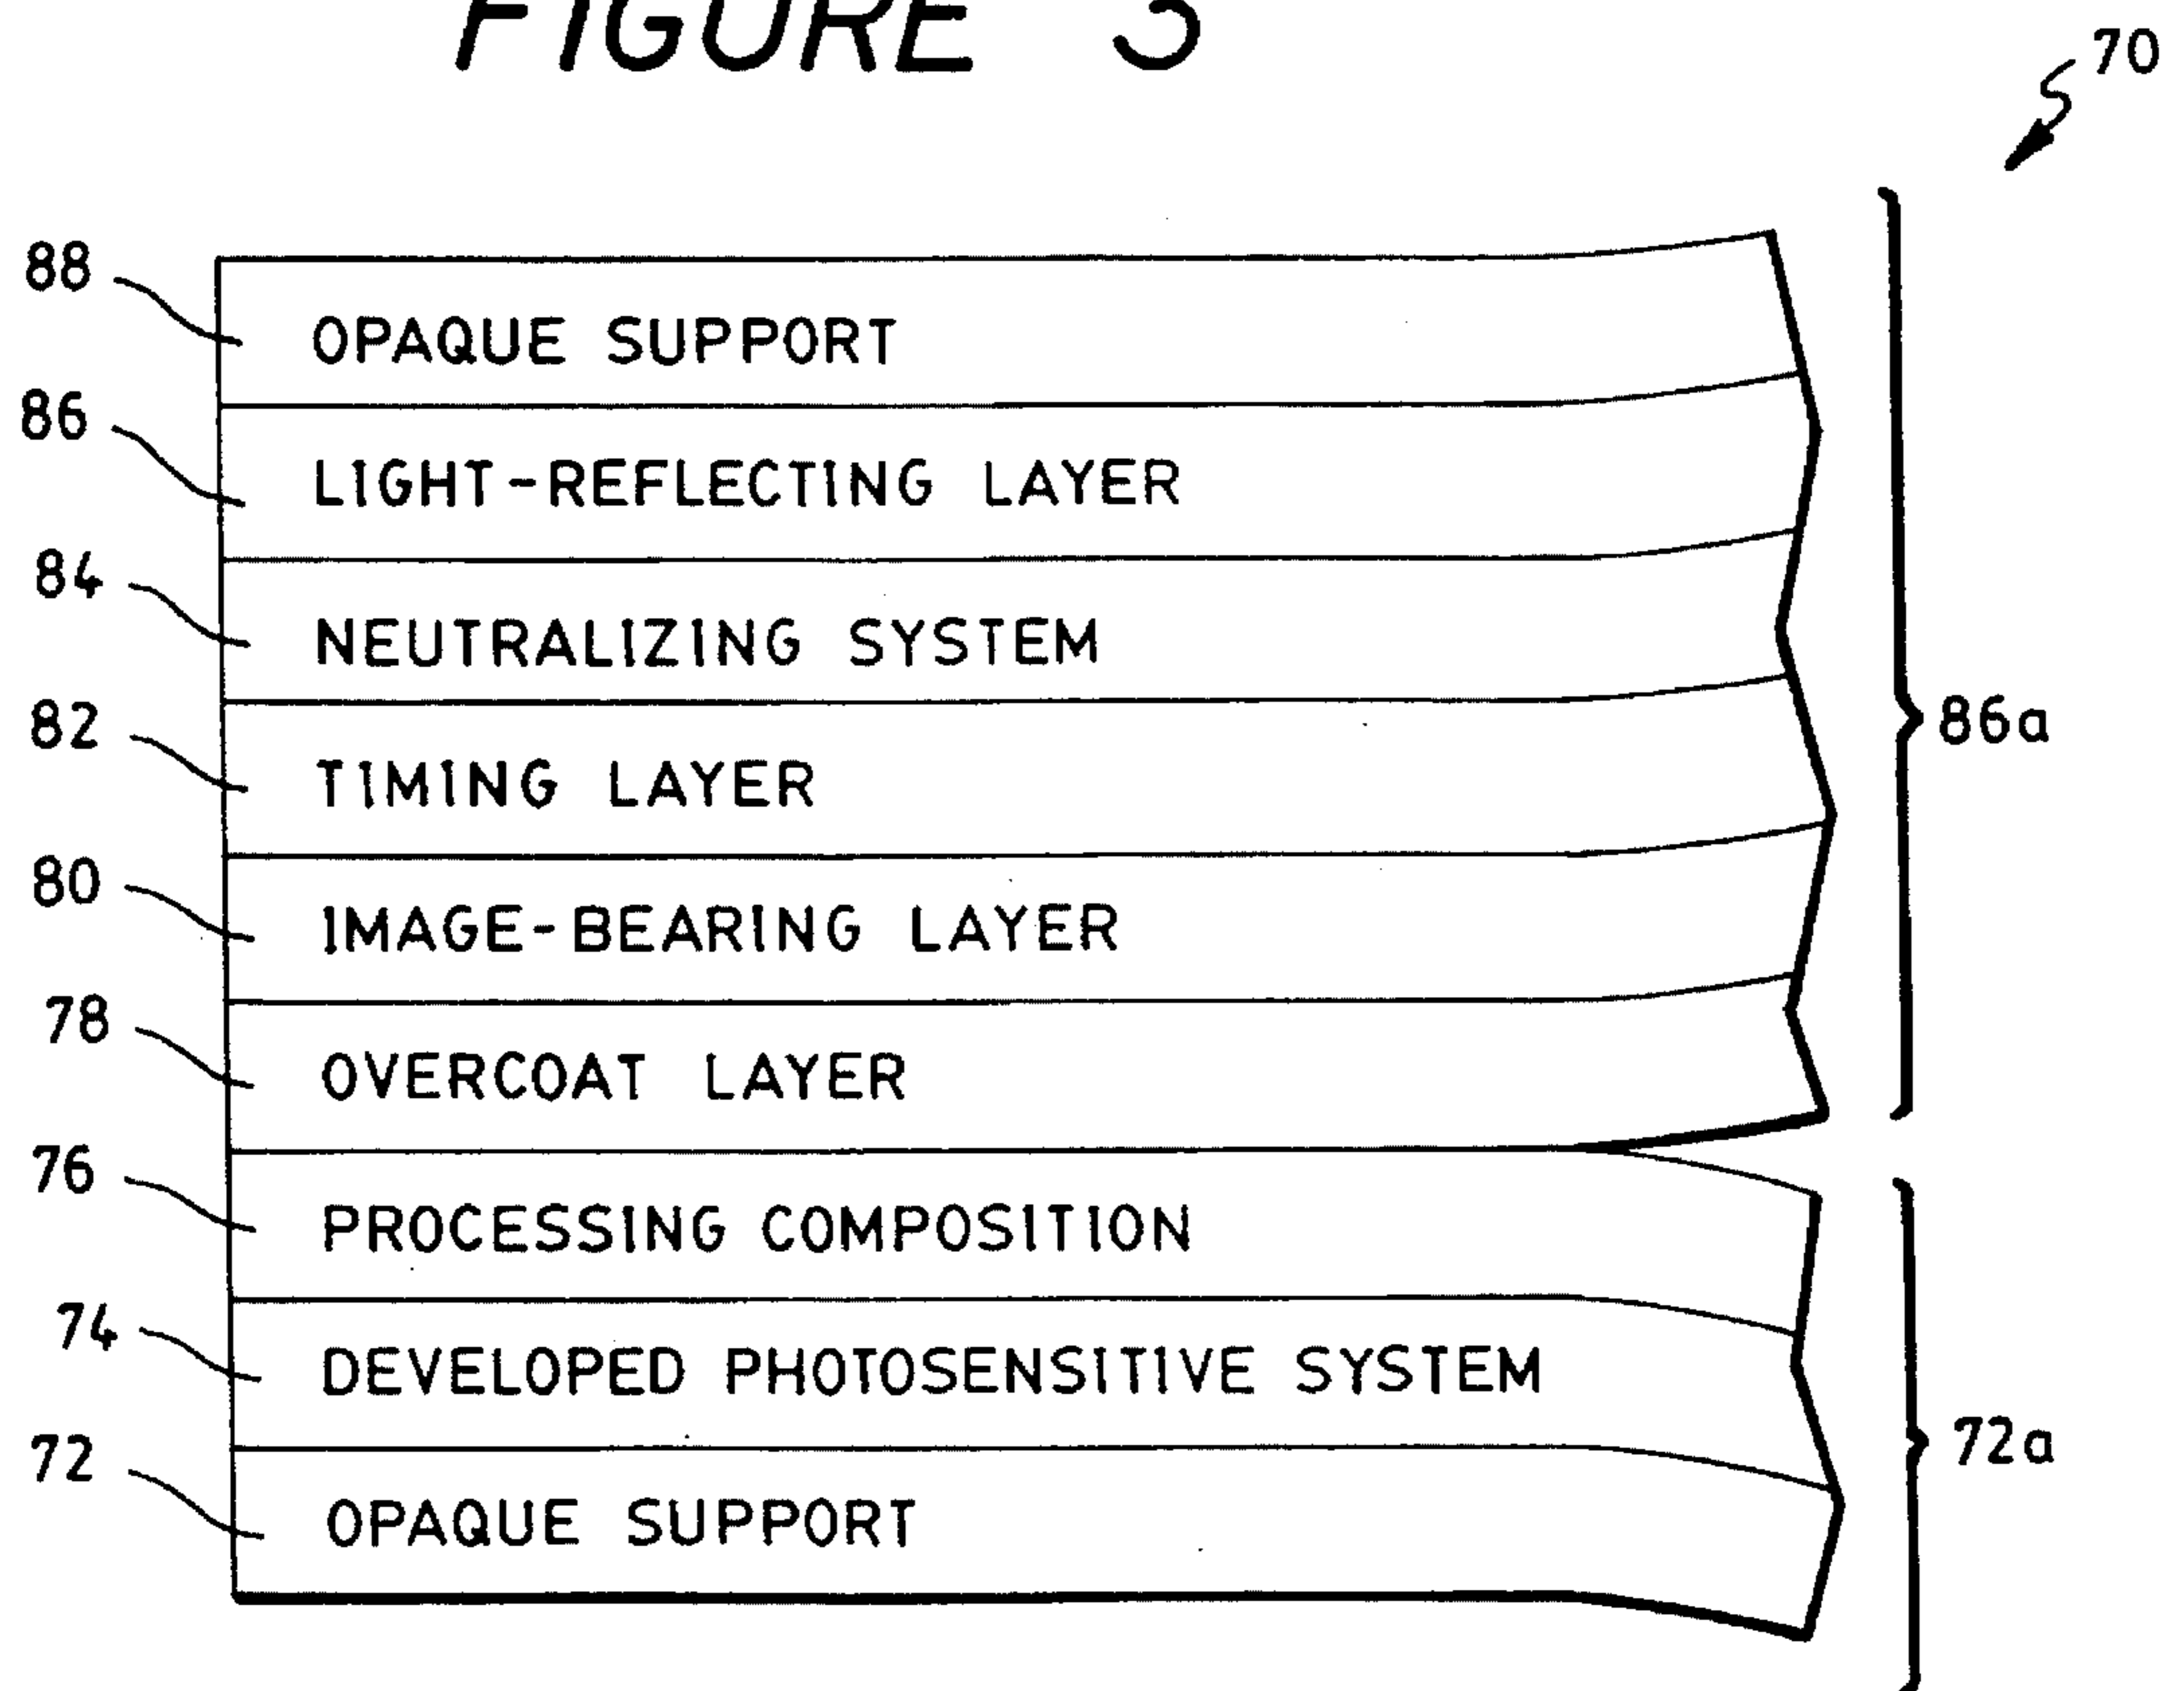 FIGURE 3
70
88 OPAQUE SUPPORT
86 LIGHT-REFLECTING LAYER
84 NEUTRALIZING SYSTEM
82 TIMING LAYER
86a
80 IMAGE-BEARING LAYER
78 OVERCOAT LAYER
76 PROCESSING COMPOSITION
74 DEVELOPED PHOTOSENSITIVE SYSTEM
72a
72 OPAQUE SUPPORT